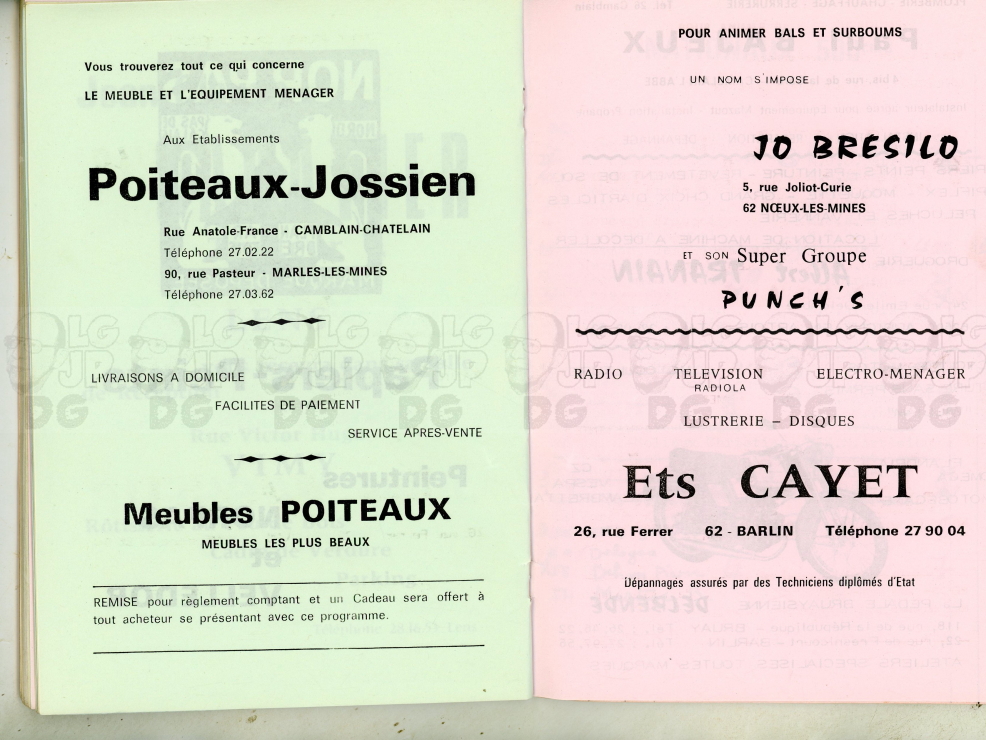 Vous trouverez tout ce qui concerne
LE MEUBLE ET L'EQUIPEMENT MENAGER
Aux Etablissements
Poiteaux-Jossien
Rue Anatole-France - CAMBLAIN-CHATELAIN
Téléphone 27.02.22
90, rue Pasteur - MARLES-LES-MINES
Téléphone 27.03.62
LIVRAISONS A DOMICILE
FACILITES DE PAIEMENT
SERVICE APRES-VENTE
Meubles POITEAUX
MEUBLES LES PLUS BEAUX
REMISE pour règlement comptant et un Cadeau sera offert à
tout acheteur se présentant avec ce programme.
POUR ANIMER BALS ET SURBOUMS
UN NOM S'IMPOSE
JO BRESILO
5, rue Joliot-Curie
62 NŒUX-LES-MINES
ET SON Super Groupe
PUNCH'S
RADIO TELEVISION ELECTRO-MENAGER
RADIOLA
LUSTRERIE – DISQUES
Ets CAYET
26, rue Ferrer 62 - BARLIN Téléphone 27 90 04
Dépannages assurés par des Techniciens diplômés d'Etat
LG JP DG